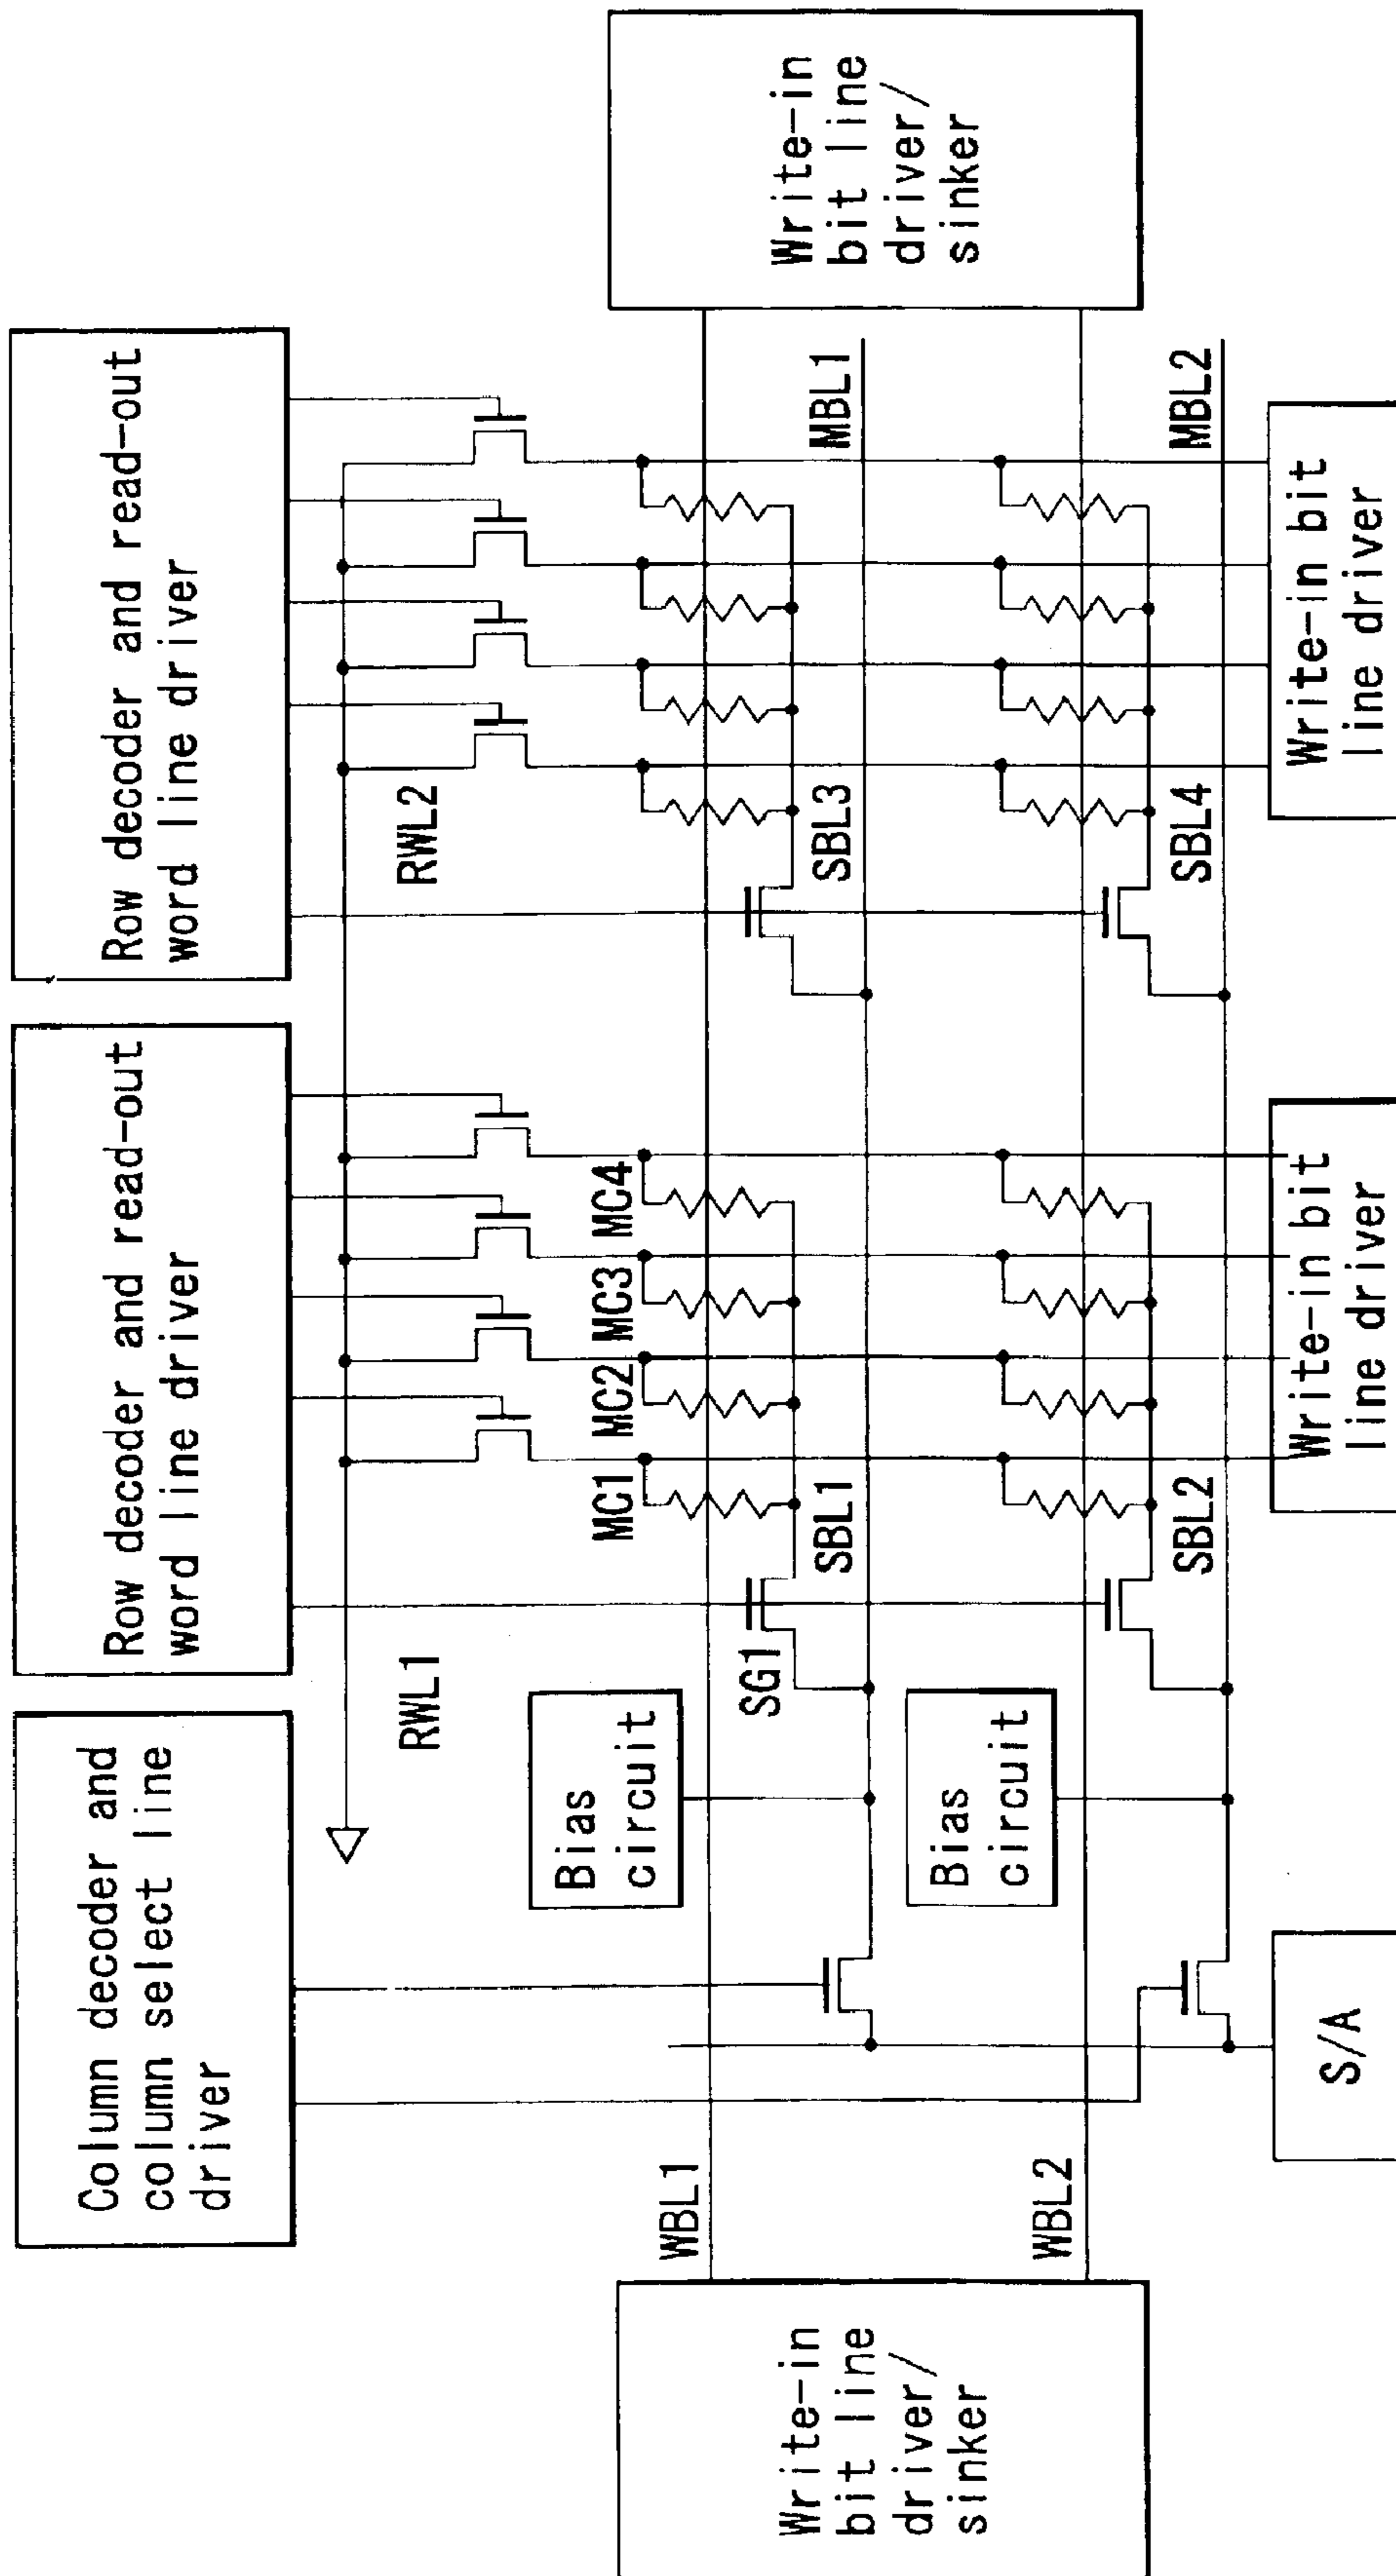 Column decoder and
column select line
driver
Row decoder and read-out
word line driver
Row decoder and read-out
word line driver
RWL1
RWL2
Bias
circuit
MC1
MC2
MC3
MC4
WBL1
SG1
SBL1
SBL3
MBL1
Write-in
bit line
driver/
sinker
Write-in
bit line
driver/
sinker
Bias
circuit
WBL2
SBL2
SBL4
MBL2
S/A
Write-in bit
line driver
Write-in bit
line driver